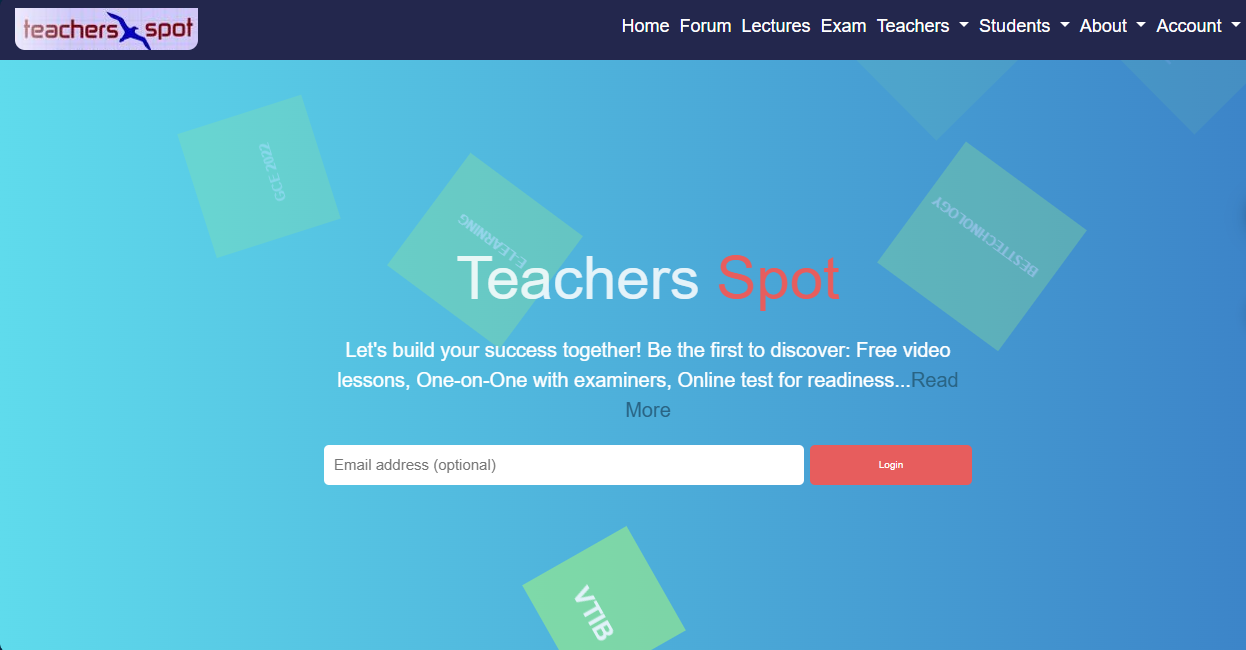 teachers spot
Home Forum Lectures Exam Teachers Students About Account
GCE 2022
E-LEARNING
BESTTECHNOLOGY
Teachers Spot
Let's build your success together! Be the first to discover: Free video
lessons, One-on-One with examiners, Online test for readiness...Read
More
Email address (optional)
Login
VTIB